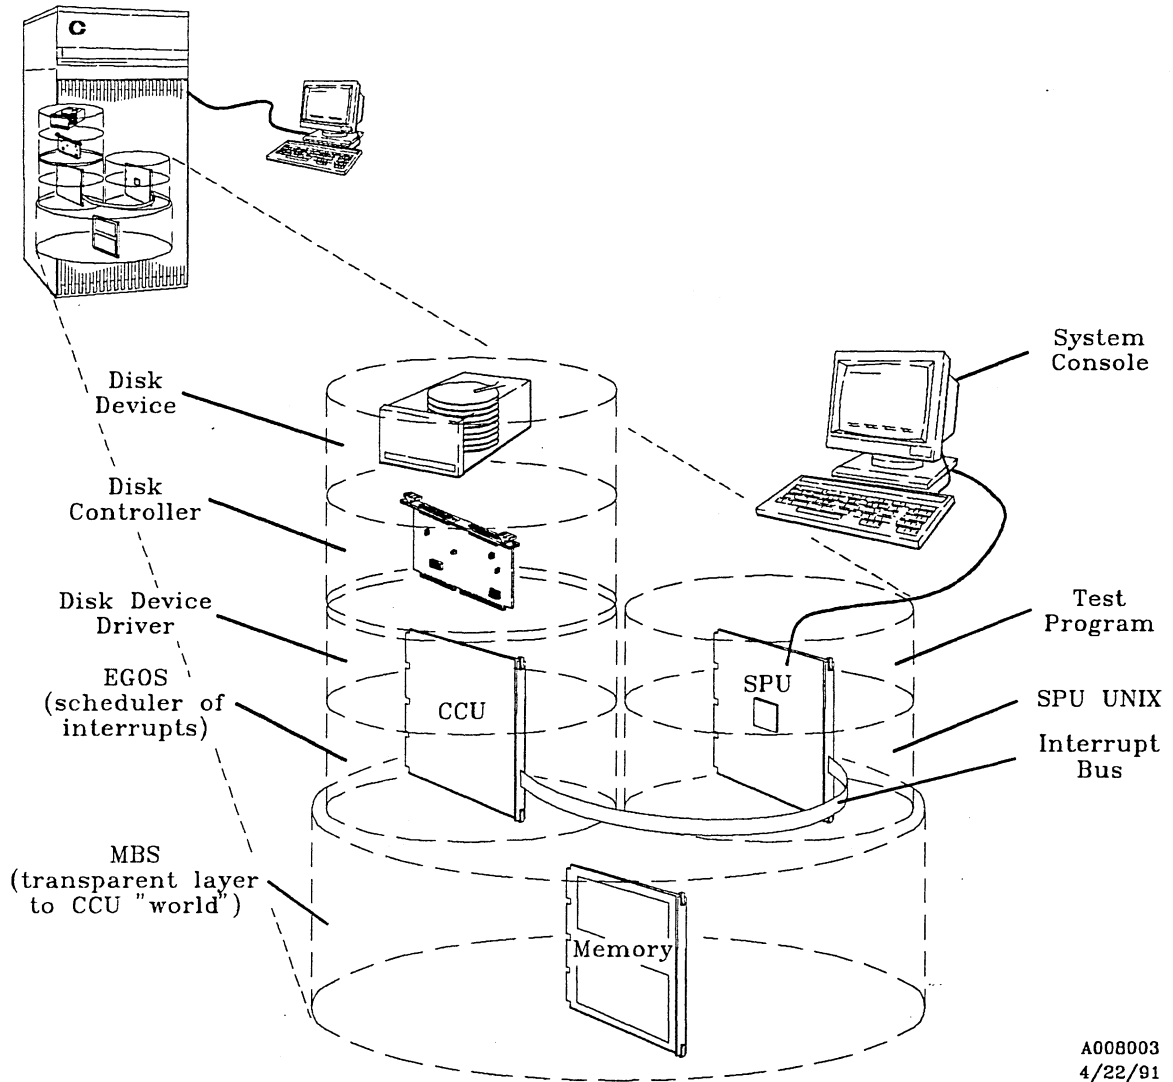 C
System
Console
Disk
Device
Disk
Controller
Disk Device
Driver
Test
Program
EGOS
(scheduler of
interrupts)
CCU
SPU
SPU UNIX
Interrupt
Bus
MBS
(transparent layer
to CCU "world")
Memory
A008003
4/22/91